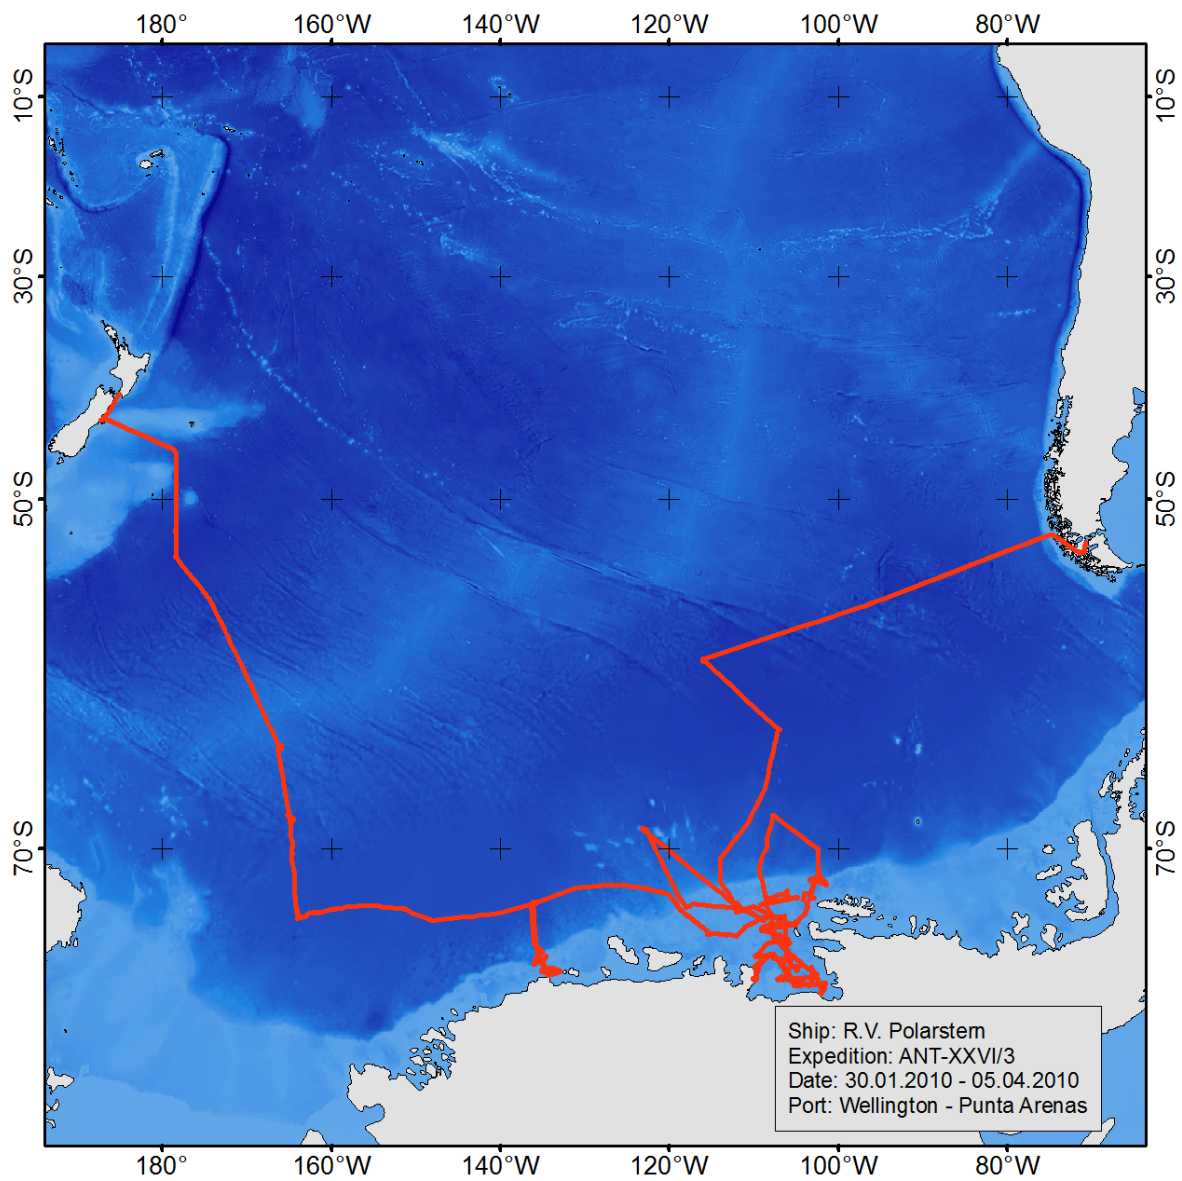 180° 160°W 140°W 120°W 100°W 80°W
10°S 10°S
30°S 30°S
50°S 50°S
70°S 70°S
Ship: R.V. Polarstern
Expedition: ANT-XXVI/3
Date: 30.01.2010 - 05.04.2010
Port: Wellington - Punta Arenas
180° 160°W 140°W 120°W 100°W 80°W